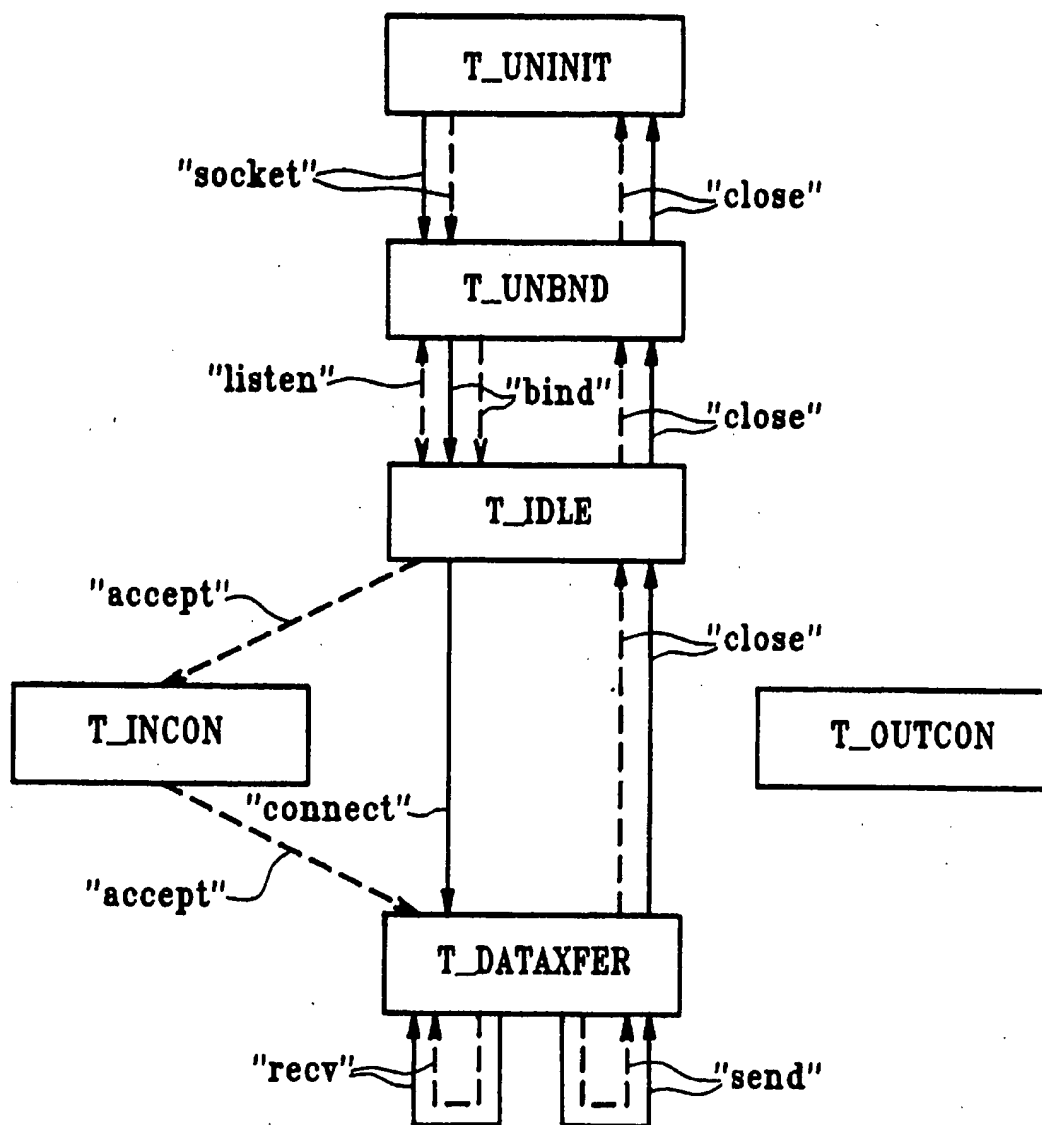 T_UNINIT
"socket"
"close"
T_UNBND
"listen"
"bind"
"close"
T_IDLE
"accept"
"close"
T_INCON
T_OUTCON
"connect"
"accept"
T_DATAXFER
"recv"
"send"